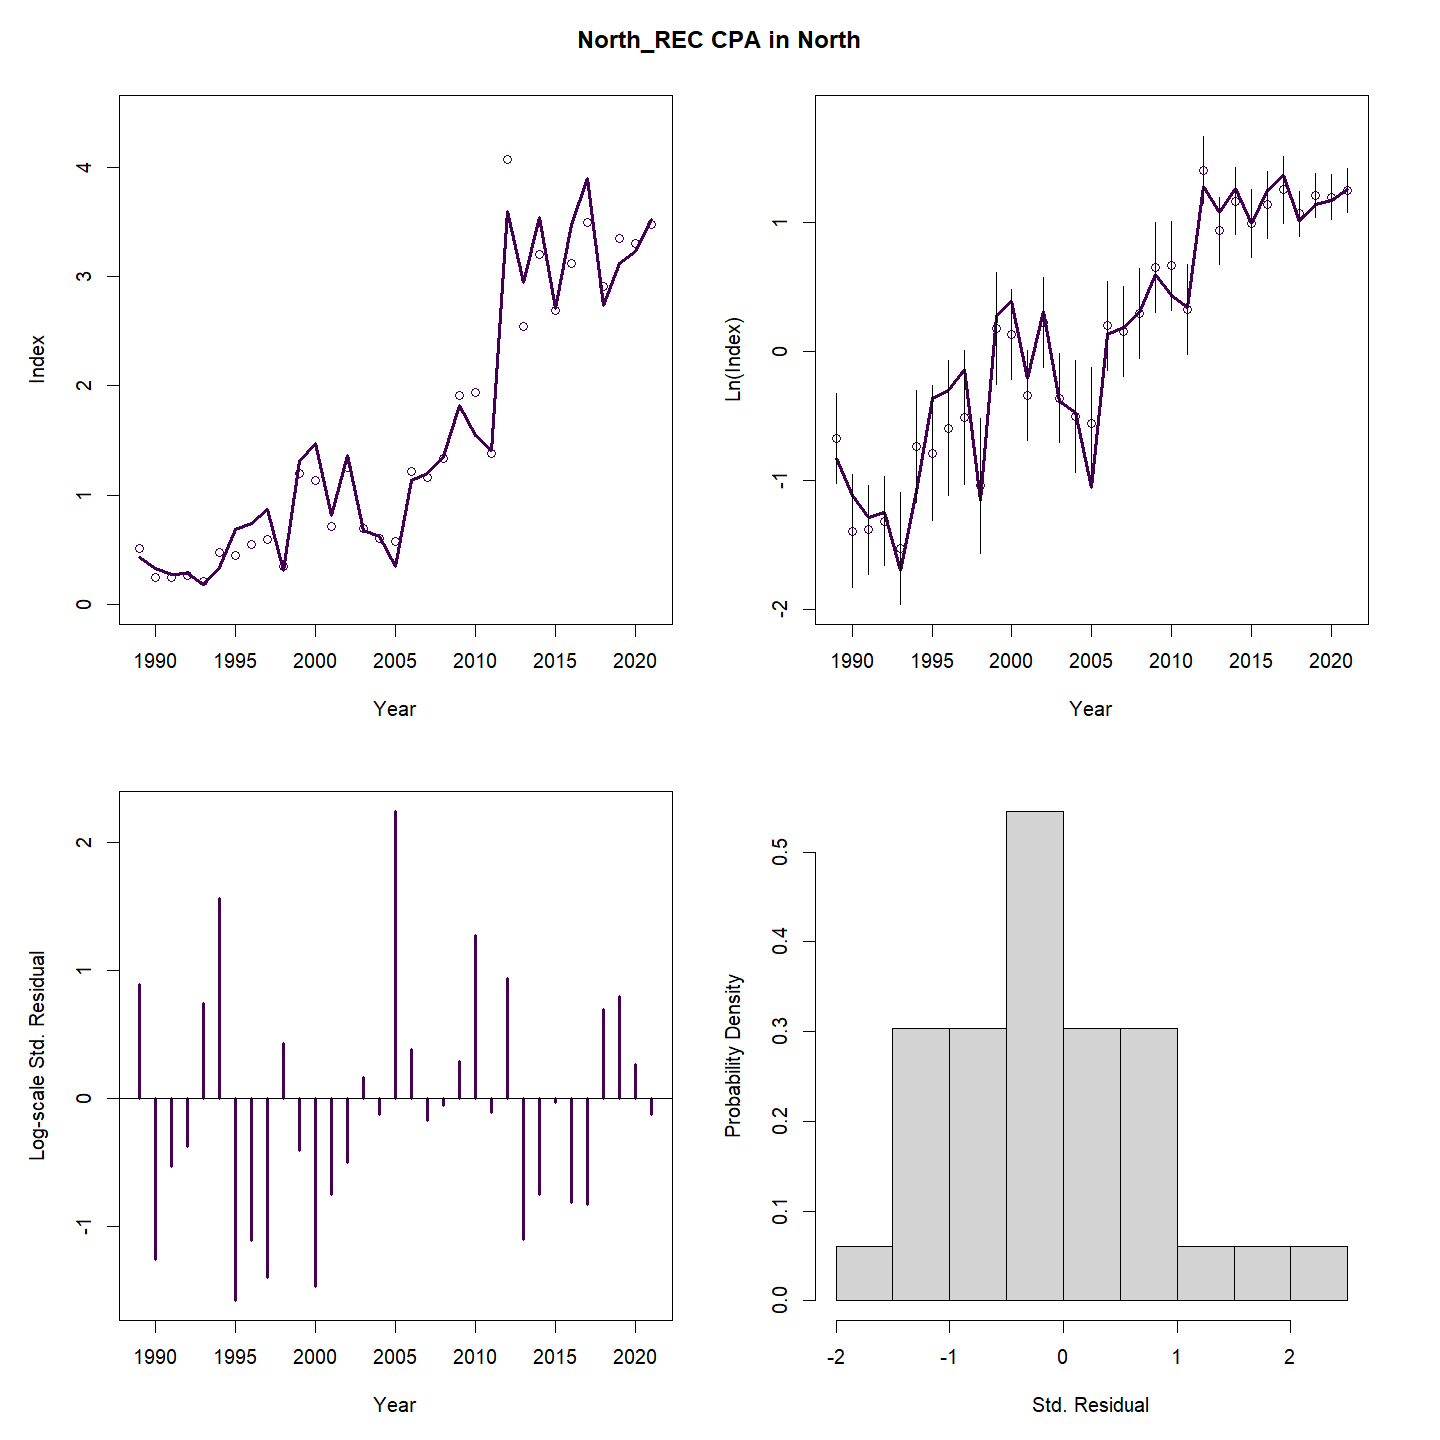 North_REC CPA in North
Index
4
3
2
1
0
1990 1995 2000 2005 2010 2015 2020
Year
Ln(Index)
1
0
-1
-2
1990 1995 2000 2005 2010 2015 2020
Year
Log-scale Std. Residual
2
1
0
-1
1990 1995 2000 2005 2010 2015 2020
Year
Probability Density
0.5
0.4
0.3
0.2
0.1
0.0
-2 -1 0 1 2
Std. Residual